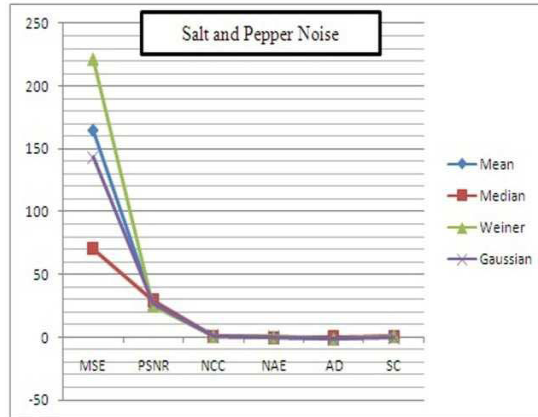 Salt and Pepper Noise
250
200
150
100
50
0
-50
MSE PSNR NCC NAE AD SC
Mean
Median
Weiner
Gaussian